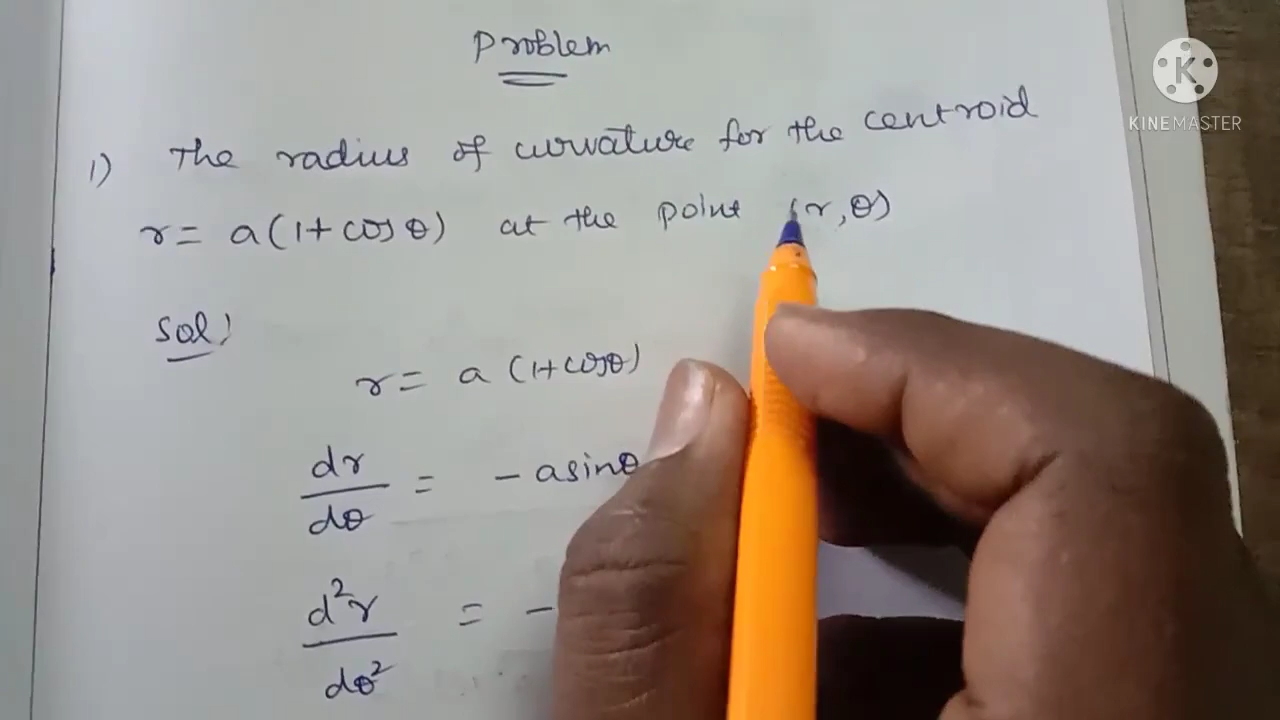 Problem
1) The radius of curvature for the centroid
r = a(1+cosθ) at the point (r,θ)
Sol)
r = a (1+cosθ)
dr/dθ = - asinθ
d²r/dθ² = -
KINEMASTER